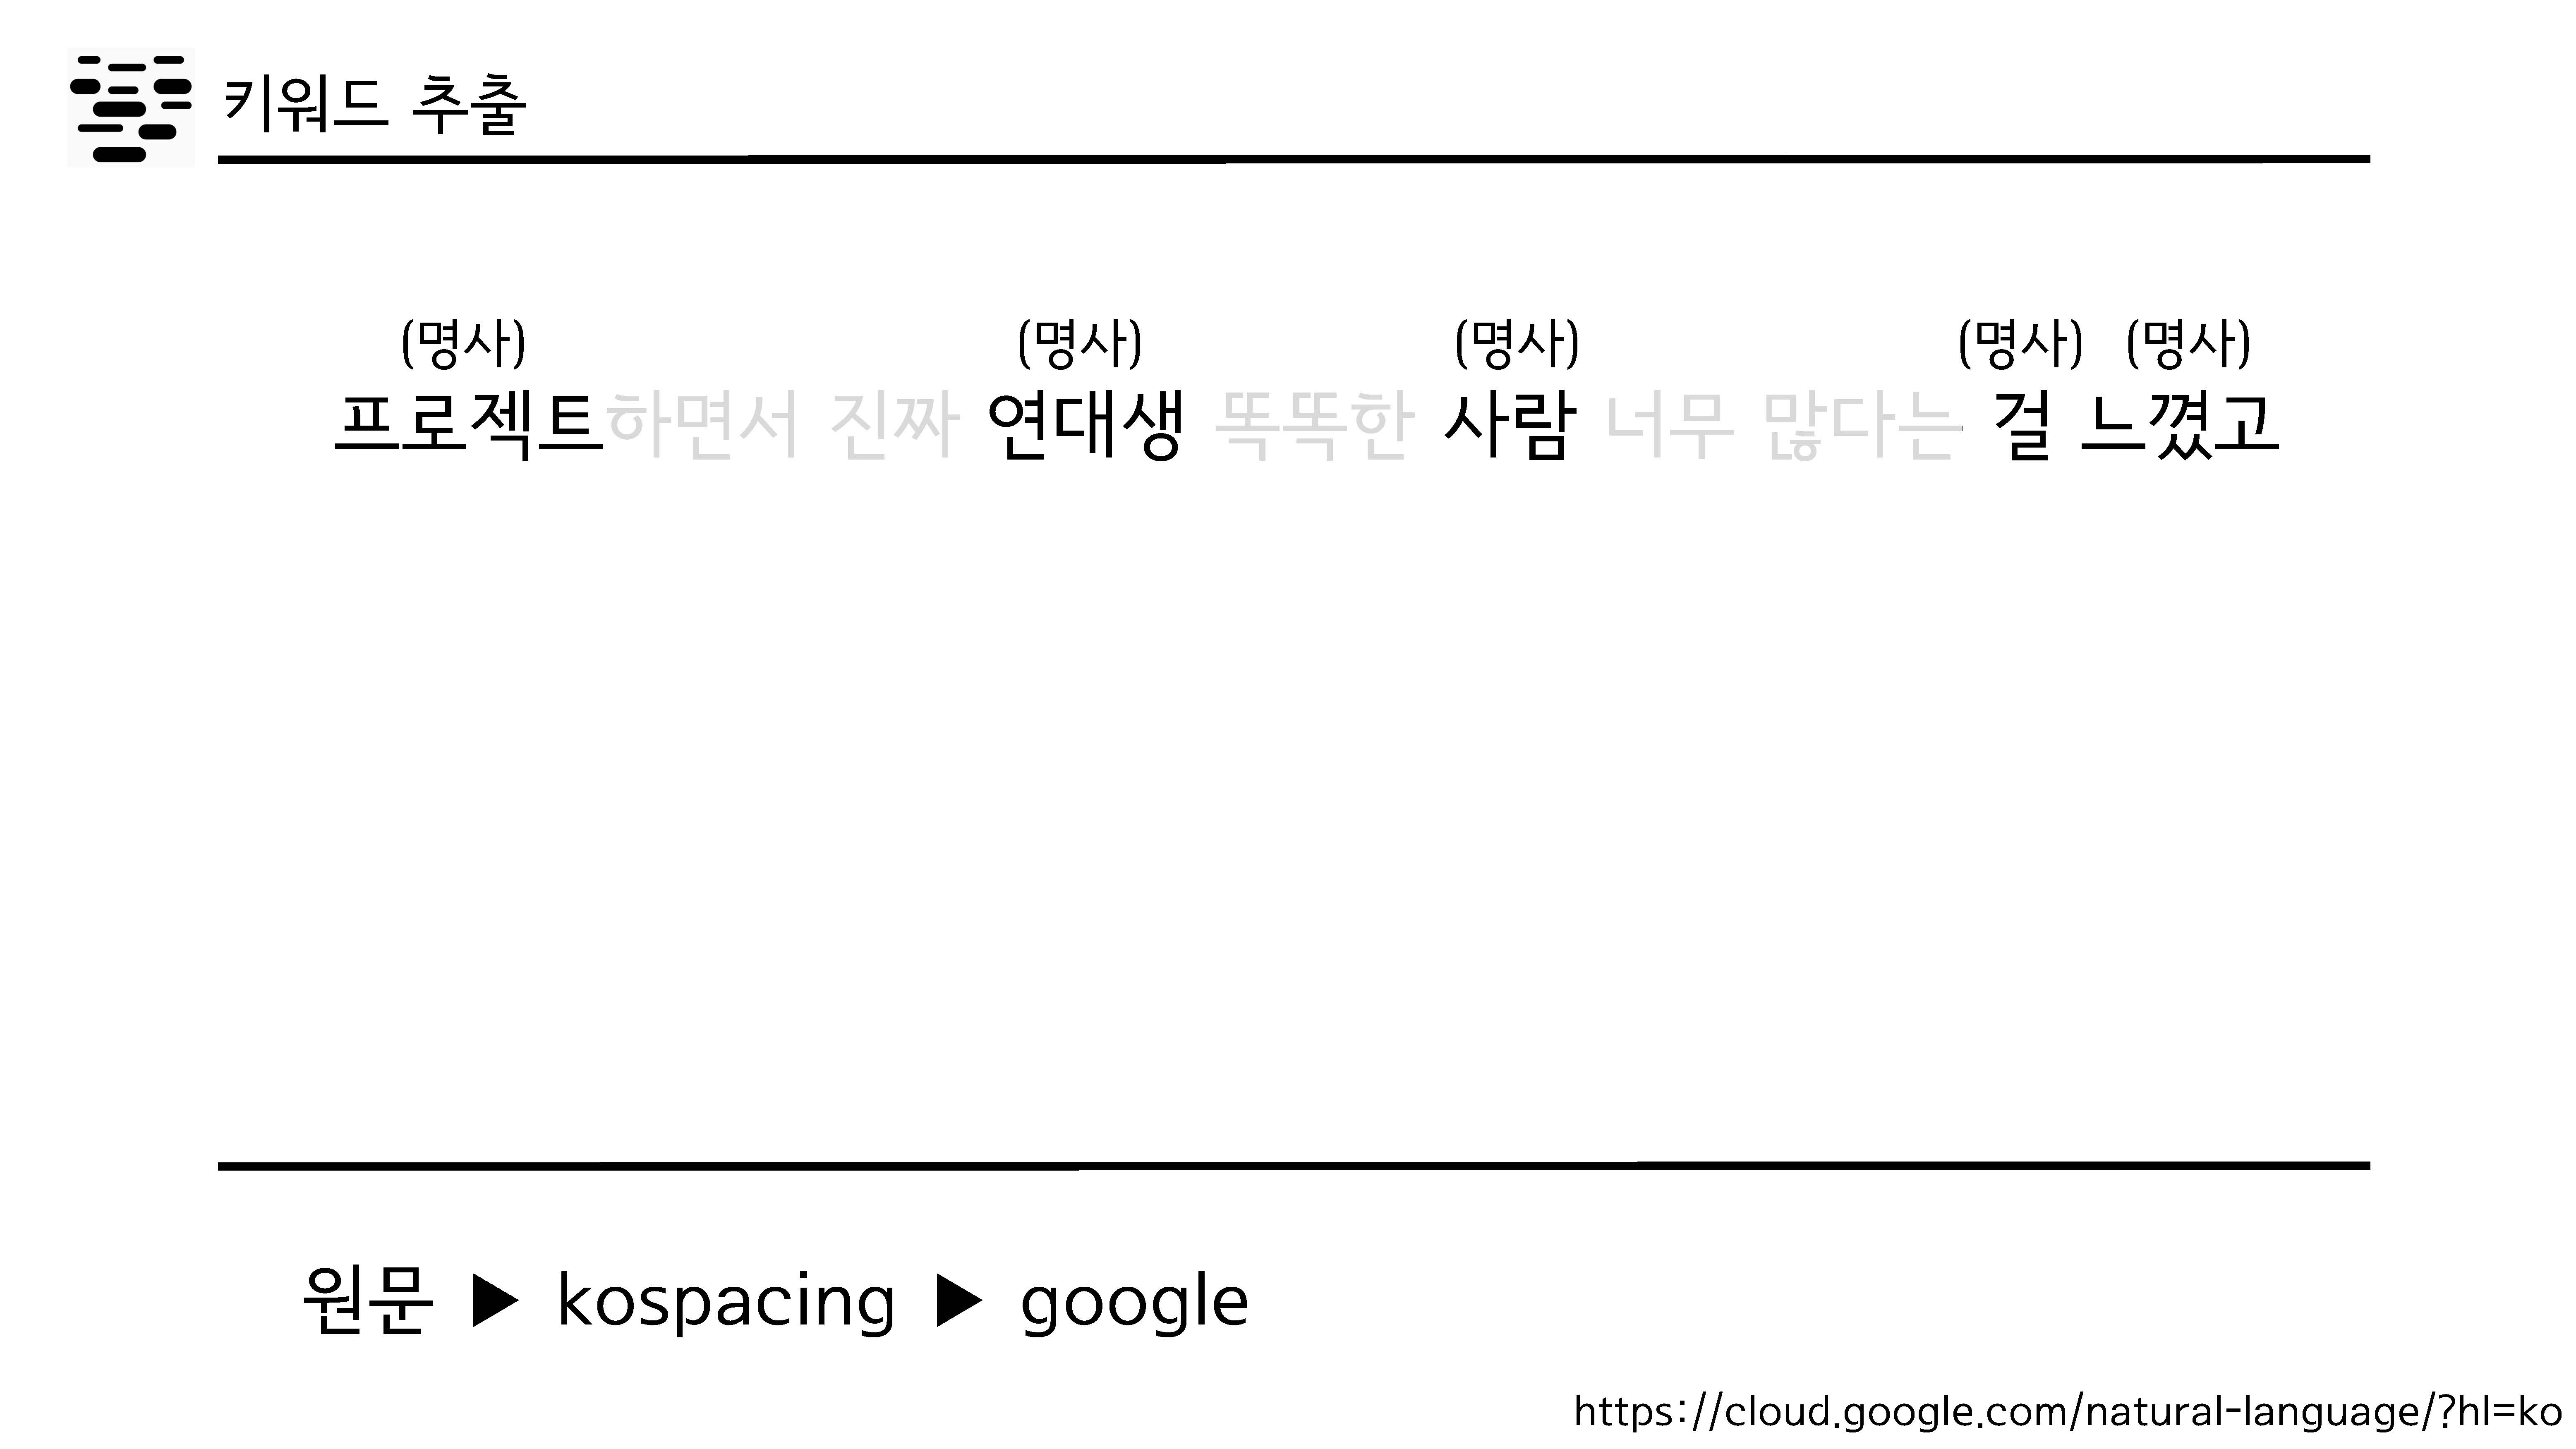 키워드 추출
(명사) (명사) (명사) (명사) (명사)
프로젝트하면서 진짜 연대생 똑똑한 사람 너무 많다는 걸 느꼈고
원문 ▶ kospacing ▶ google
https://cloud.google.com/natural-language/?hl=ko